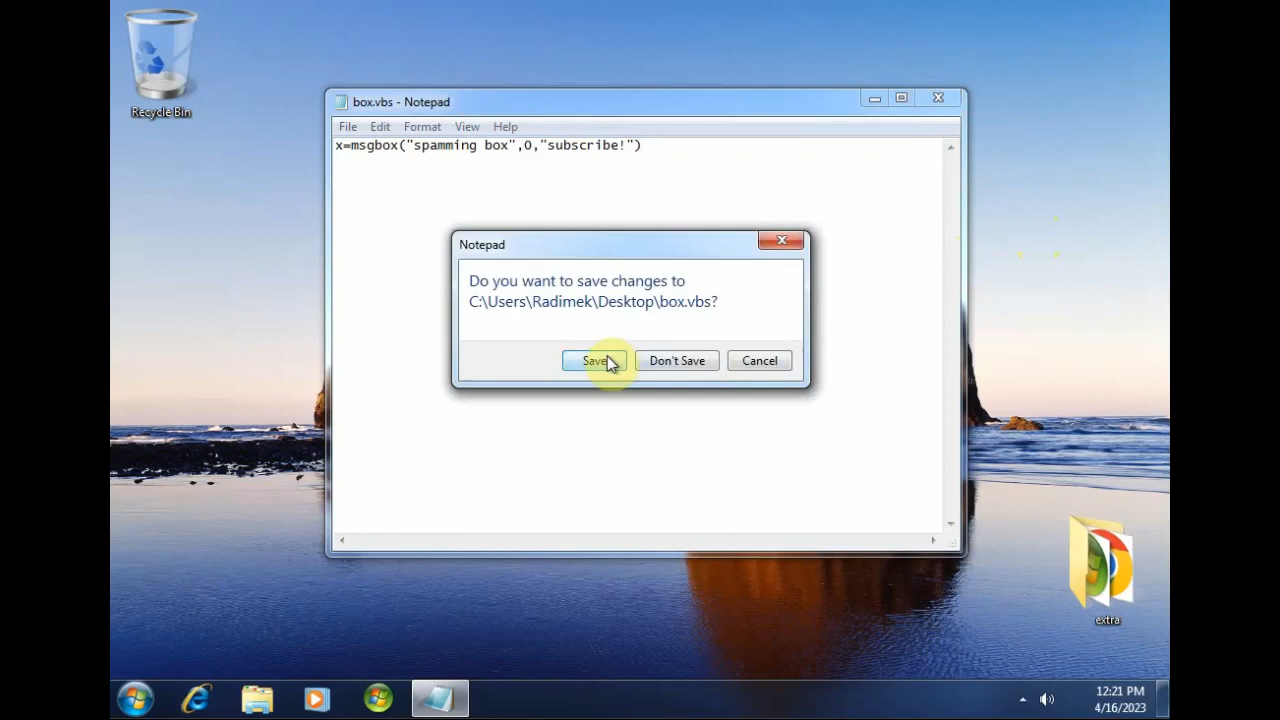 Recycle Bin
box.vbs - Notepad
File Edit Format View Help
x=msgbox("spamming box",0,"subscribe!")
Notepad
Do you want to save changes to
C:\Users\Radimek\Desktop\box.vbs?
Save Don't Save Cancel
extra
12:21 PM
4/16/2023